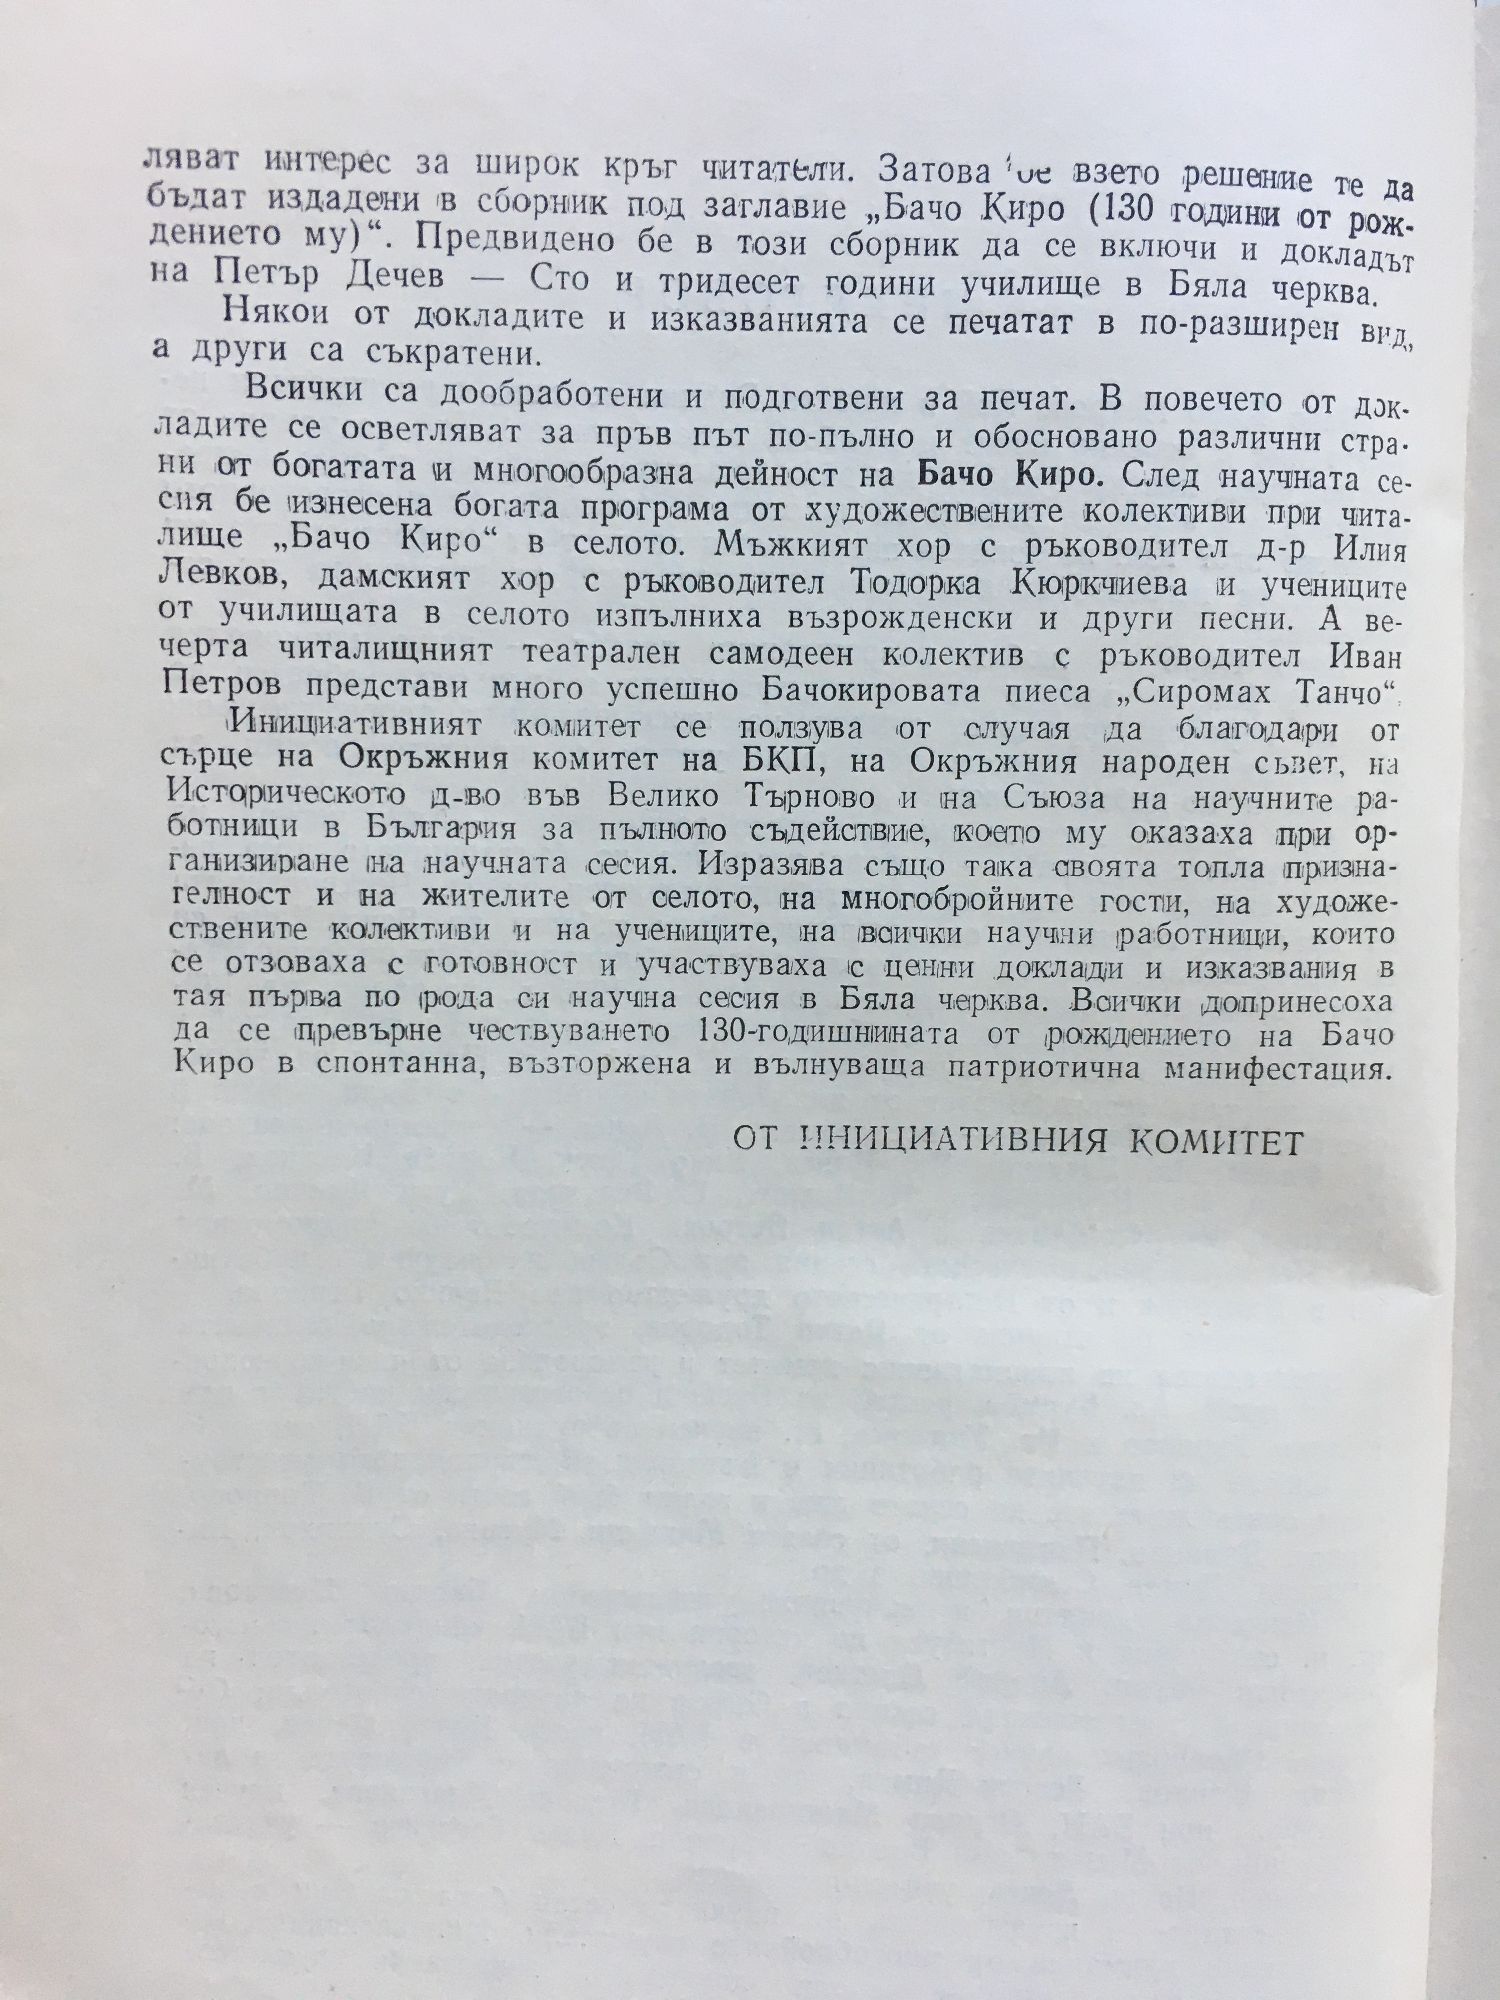 ляват интерес за широк кръг читатели. Затова бе взето решение те да
бъдат издадени в сборник под заглавие „Бачо Киро (130 години от рож-
дението му)“. Предвидено бе в този сборник да се включи и докладът
на Петър Дечев — Сто и тридесет години училище в Бяла черква.
Някои от докладите и изказванията се печатат в по-разширен вид,
а други са съкратени.
Всички са дообработени и подготвени за печат. В повечето от док-
ладите се осветляват за пръв път по-пълно и обосновано различни стра-
ни от богатата и многообразна дейност на Бачо Киро. След научната се-
сия бе изнесена богата програма от художествените колективи при чита-
лище „Бачо Киро“ в селото. Мъжкият хор с ръководител д-р Илия
Левков, дамският хор с ръководител Тодорка Кюркчиева и учениците
от училищата в селото изпълниха възрожденски и други песни. А ве-
черта читалищният театрален самодеен колектив с ръководител Иван
Петров представи много успешно Бачокировата пиеса „Сиромах Танчо“.
Инициативният комитет се ползува от случая да благодари от
сърце на Окръжния комитет на БКП, на Окръжния народен съвет, на
Историческото д-во във Велико Търново и на Съюза на научните ра-
ботници в България за пълното съдействие, което му оказаха при ор-
ганизиране на научната сесия. Изразява също така своята топла призна-
телност и на жителите от селото, на многобройните гости, на художе-
ствените колективи и на учениците, на всички научни работници, които
се отзоваха с готовност и участвуваха с ценни доклади и изказвания в
тая първа по рода си научна сесия в Бяла черква. Всички допринесоха
да се превърне чествуването 130-годишнината от рождението на Бачо
Киро в спонтанна, възторжена и вълнуваща патриотична манифестация.
ОТ ИНИЦИАТИВНИЯ КОМИТЕТ